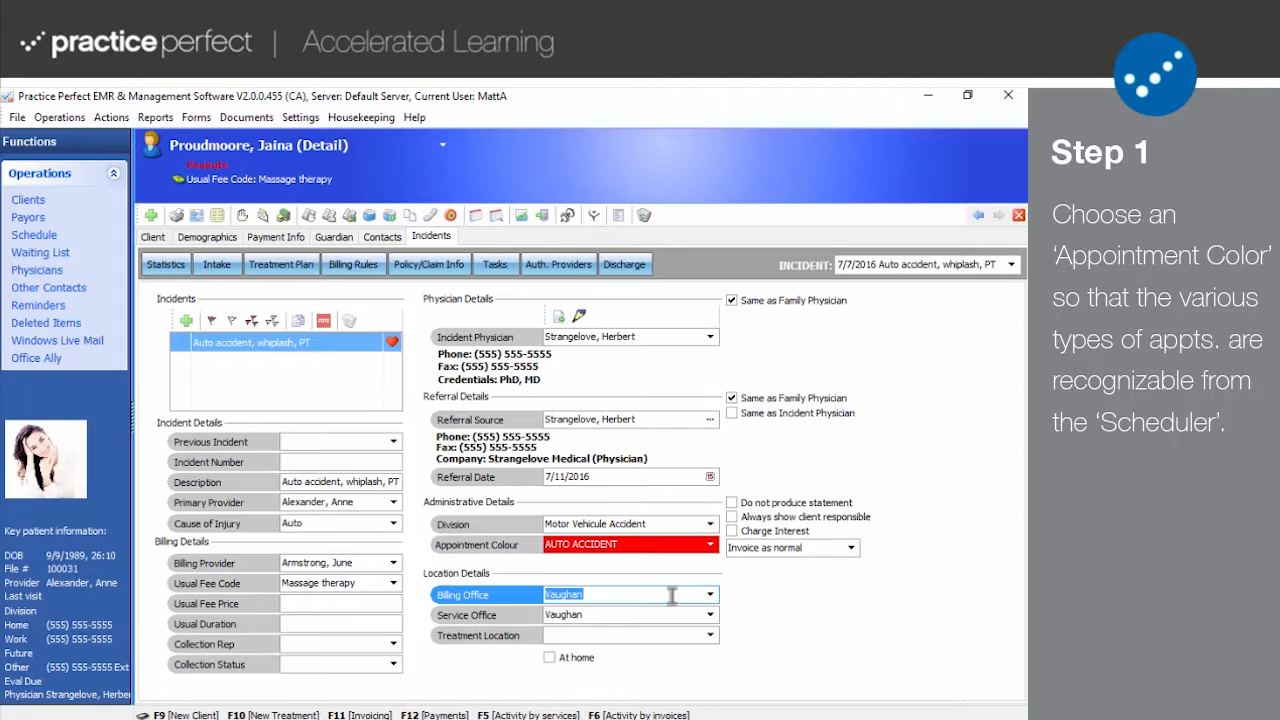 practiceperfect | Accelerated Learning
Practice Perfect EMR & Management Software V2.0.0.455 (CA), Server: Default Server, Current User: MattA
File Operations Actions Reports Forms Documents Settings Housekeeping Help
Functions
Operations
Clients
Payors
Schedule
Waiting List
Physicians
Other Contacts
Reminders
Deleted Items
Windows Live Mail
Office Ally
Key patient information:
DOB 9/9/1989, 26:10
File # 100031
Provider Alexander, Anne
Last visit
Division
Home (555) 555-5555
Work (555) 555-5555
Future
Other (555) 555-5555 Ext
Eval Due
Physician Strangelove, Herber
Proudmoore, Jaina (Detail)
Peanuts
Usual Fee Code: Massage therapy
Client Demographics Payment Info Guardian Contacts Incidents
Statistics Intake Treatment Plan Billing Rules Policy/Claim Info Tasks Auth. Providers Discharge INCIDENT: 7/7/2016 Auto accident, whiplash, PT
Incidents
Auto accident, whiplash, PT
Incident Details
Previous Incident
Incident Number
Description Auto accident, whiplash, PT
Primary Provider Alexander, Anne
Cause of Injury Auto
Billing Details
Billing Provider Armstrong, June
Usual Fee Code Massage therapy
Usual Fee Price
Usual Duration
Collection Rep
Collection Status
Physician Details
Same as Family Physician
Incident Physician Strangelove, Herbert
Phone: (555) 555-5555
Fax: (555) 555-5555
Credentials: PhD, MD
Referral Details
Same as Family Physician
Same as Incident Physician
Referral Source Strangelove, Herbert ...
Phone: (555) 555-5555
Fax: (555) 555-5555
Company: Strangelove Medical (Physician)
Referral Date 7/11/2016
Administrative Details
Do not produce statement
Always show client responsible
Charge Interest
Invoice as normal
Division Motor Vehicule Accident
Appointment Colour AUTO ACCIDENT
Location Details
Billing Office Vaughan
Service Office Vaughan
Treatment Location
At home
F9 [New Client] F10 [New Treatment] F11 [Invoicing] F12 [Payments] F5 [Activity by services] F6 [Activity by invoices]
Step 1
Choose an
‘Appointment Color’
so that the various
types of appts. are
recognizable from
the ‘Scheduler’.